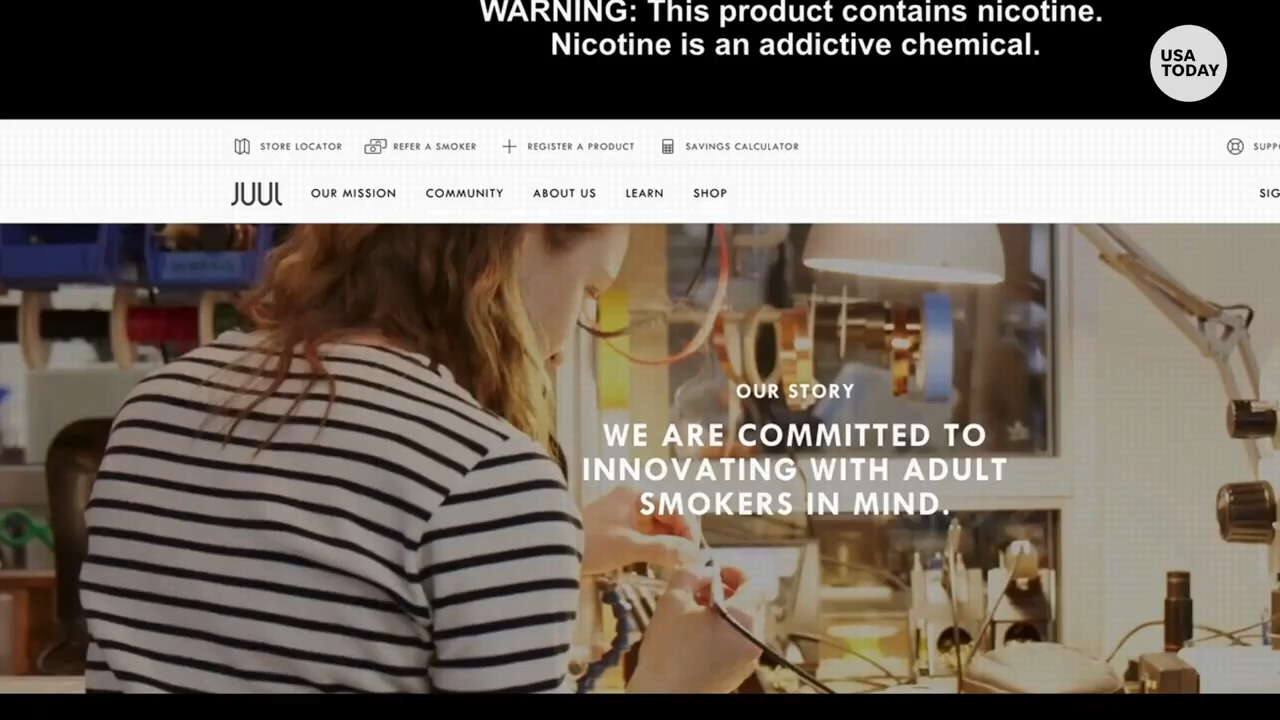 WARNING: This product contains nicotine.
Nicotine is an addictive chemical.
USA
TODAY
STORE LOCATOR
REFER A SMOKER
REGISTER A PRODUCT
SAVINGS CALCULATOR
SUPPO
JUUL
OUR MISSION
COMMUNITY
ABOUT US
LEARN
SHOP
SIG
OUR STORY
WE ARE COMMITTED TO
INNOVATING WITH ADULT
SMOKERS IN MIND.